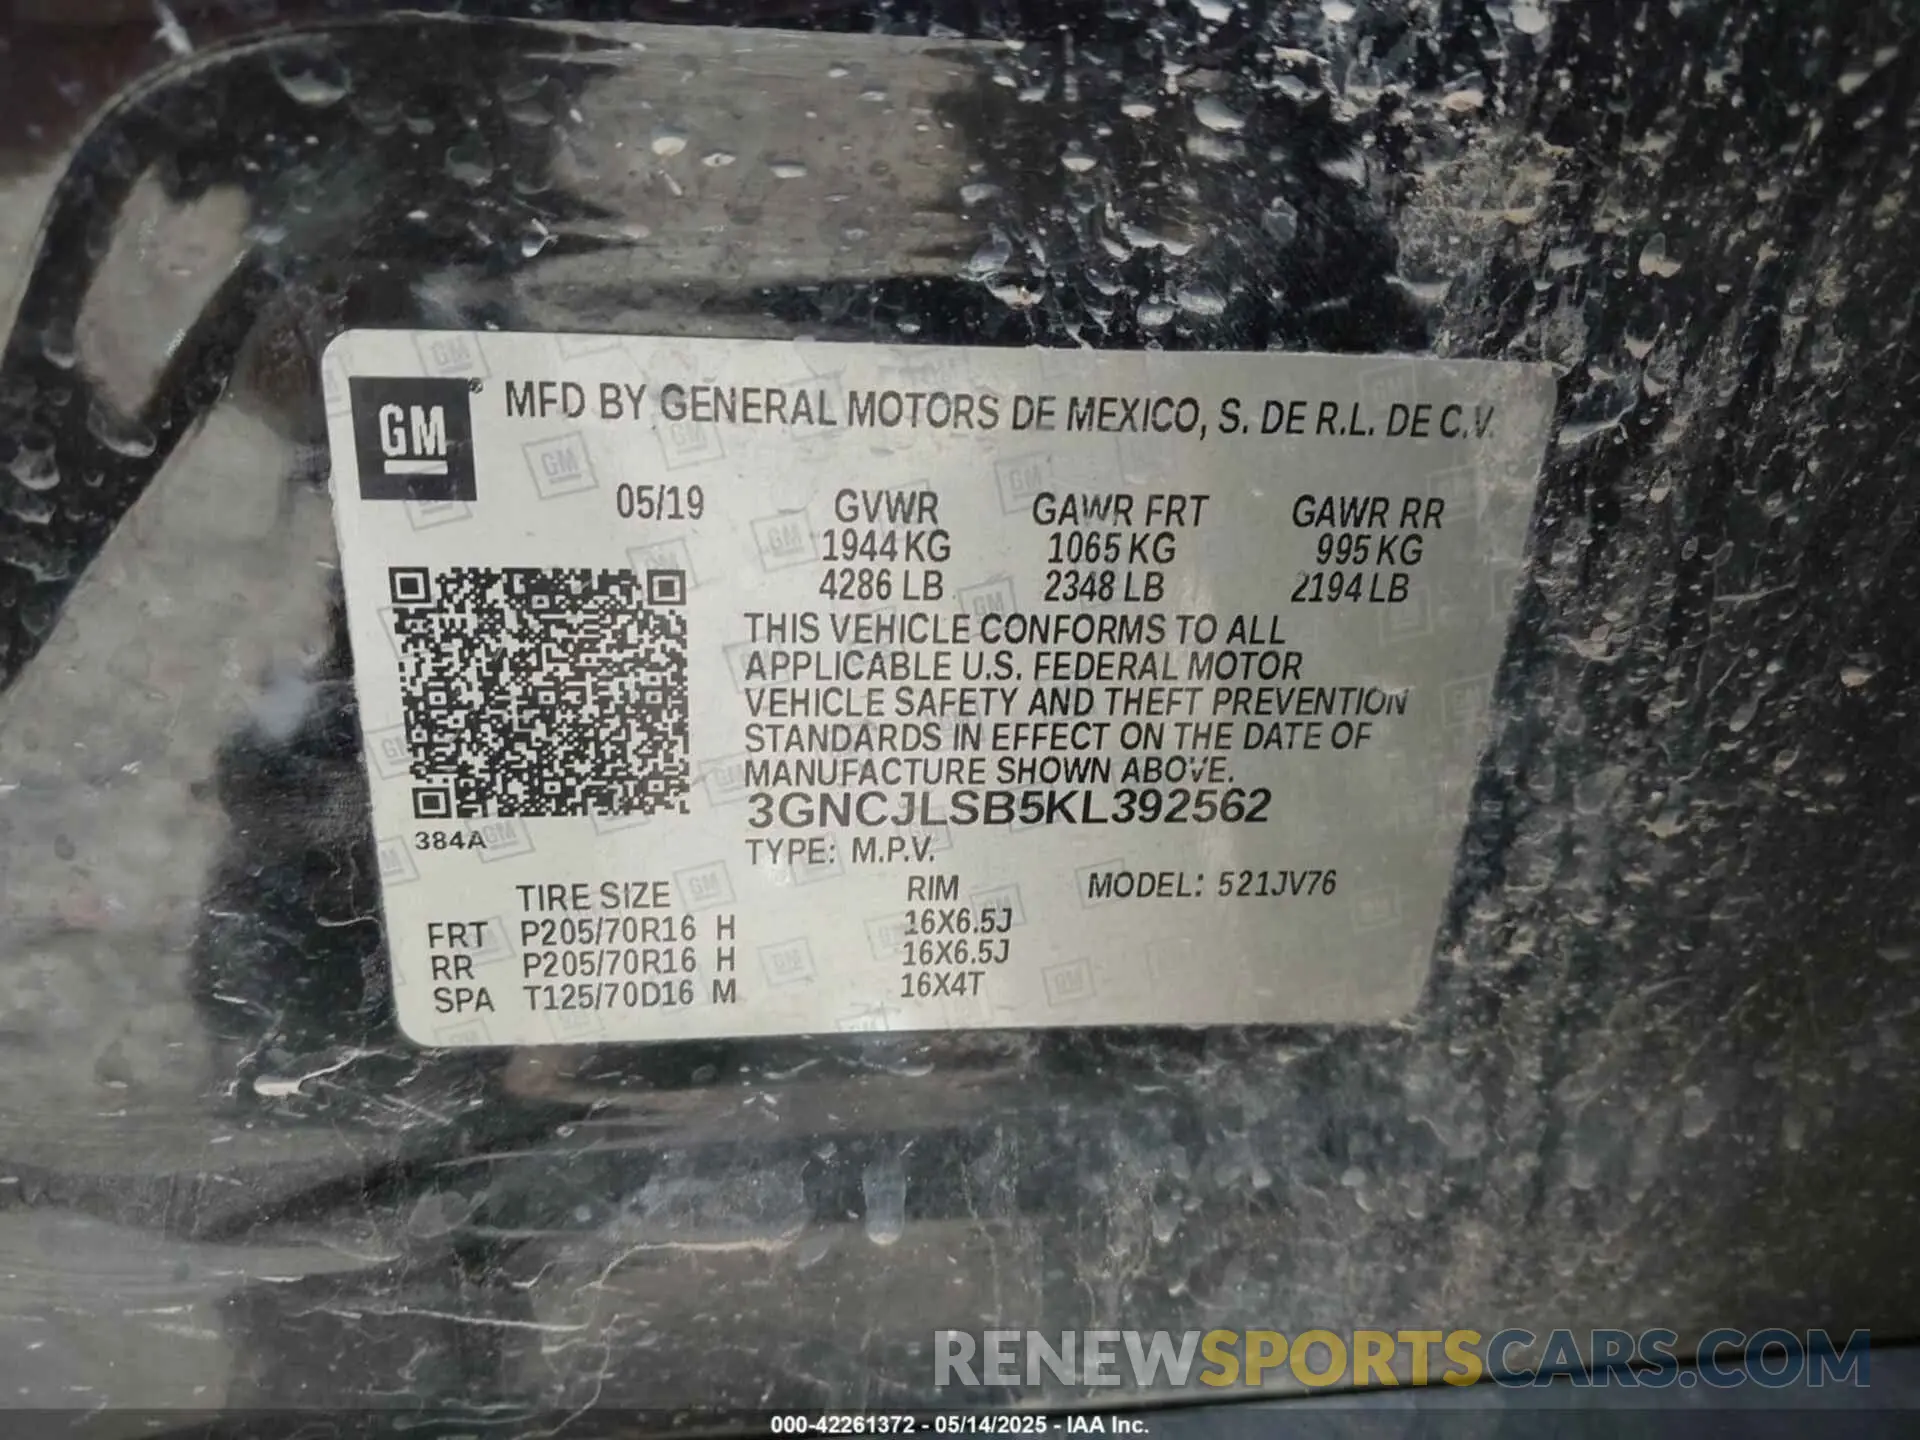 GM® MFD BY GENERAL MOTORS DE MEXICO, S. DE R.L. DE C.V.
05/19 GVWR GAWR FRT GAWR RR
1944 KG 1065 KG 995 KG
4286 LB 2348 LB 2194 LB
THIS VEHICLE CONFORMS TO ALL
APPLICABLE U.S. FEDERAL MOTOR
VEHICLE SAFETY AND THEFT PREVENTION
STANDARDS IN EFFECT ON THE DATE OF
MANUFACTURE SHOWN ABOVE.
3GNCJLSB5KL392562
384A
TYPE: M.P.V.
TIRE SIZE RIM MODEL: 521JV76
FRT P205/70R16 H 16X6.5J
RR P205/70R16 H 16X6.5J
SPA T125/70D16 M 16X4T
RENEWSPORTSCARS.COM
000-42261372 - 05/14/2025 - IAA Inc.